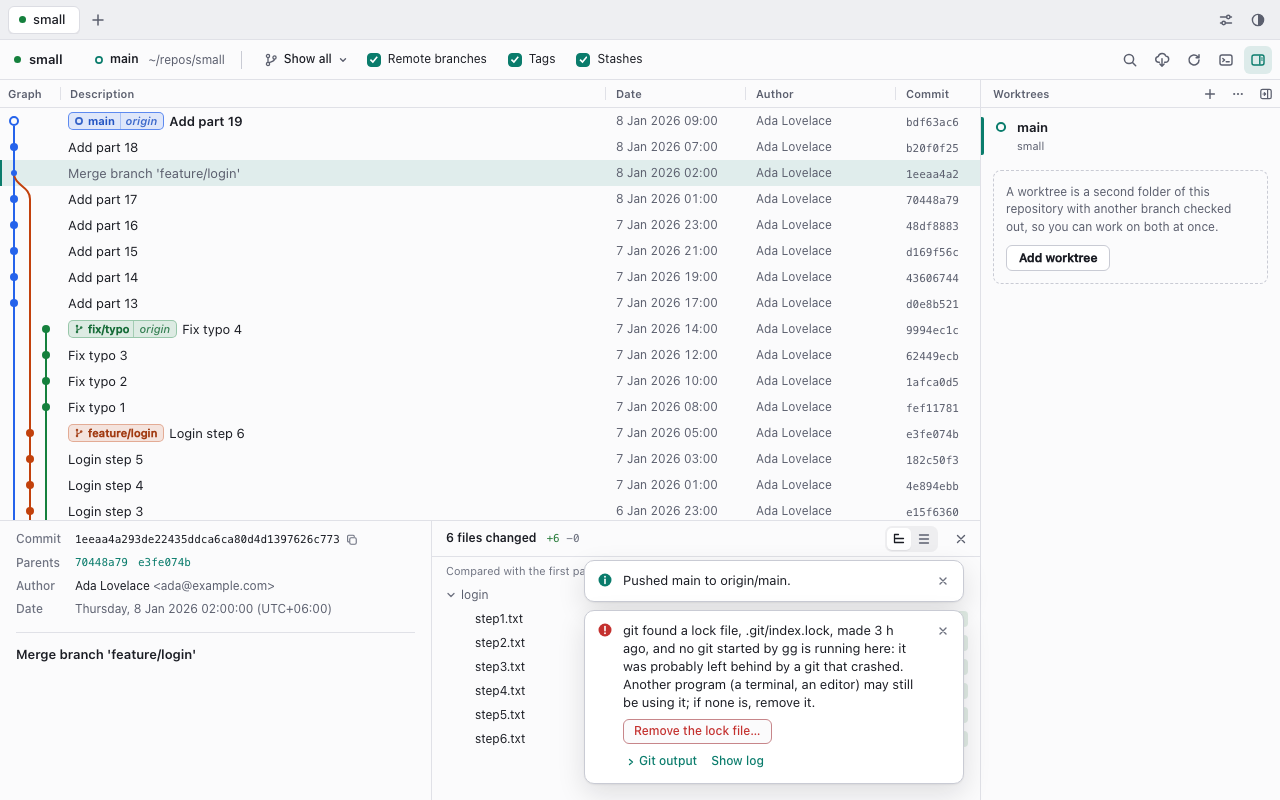 small
small main ~/repos/small Show all Remote branches Tags Stashes
Graph Description Date Author Commit
main origin Add part 19 8 Jan 2026 09:00 Ada Lovelace bdf63ac6
Add part 18 8 Jan 2026 07:00 Ada Lovelace b20f0f25
Merge branch 'feature/login' 8 Jan 2026 02:00 Ada Lovelace 1eeaa4a2
Add part 17 8 Jan 2026 01:00 Ada Lovelace 70448a79
Add part 16 7 Jan 2026 23:00 Ada Lovelace 48df8883
Add part 15 7 Jan 2026 21:00 Ada Lovelace d169f56c
Add part 14 7 Jan 2026 19:00 Ada Lovelace 43606744
Add part 13 7 Jan 2026 17:00 Ada Lovelace d0e8b521
fix/typo origin Fix typo 4 7 Jan 2026 14:00 Ada Lovelace 9994ec1c
Fix typo 3 7 Jan 2026 12:00 Ada Lovelace 62449ecb
Fix typo 2 7 Jan 2026 10:00 Ada Lovelace 1afca0d5
Fix typo 1 7 Jan 2026 08:00 Ada Lovelace fef11781
feature/login Login step 6 7 Jan 2026 05:00 Ada Lovelace e3fe074b
Login step 5 7 Jan 2026 03:00 Ada Lovelace 182c50f3
Login step 4 7 Jan 2026 01:00 Ada Lovelace 4e894ebb
Login step 3 6 Jan 2026 23:00 Ada Lovelace e15f6360
Worktrees
main
small
A worktree is a second folder of this
repository with another branch checked
out, so you can work on both at once.
Add worktree
Commit 1eeaa4a293de22435ddca6ca80d4d1397626c773
Parents 70448a79 e3fe074b
Author Ada Lovelace <ada@example.com>
Date Thursday, 8 Jan 2026 02:00:00 (UTC+06:00)
Merge branch 'feature/login'
6 files changed +6 −0
Compared with the first pa
login
step1.txt
step2.txt
step3.txt
step4.txt
step5.txt
step6.txt
Pushed main to origin/main.
git found a lock file, .git/index.lock, made 3 h
ago, and no git started by gg is running here: it
was probably left behind by a git that crashed.
Another program (a terminal, an editor) may still
be using it; if none is, remove it.
Remove the lock file…
Git output Show log